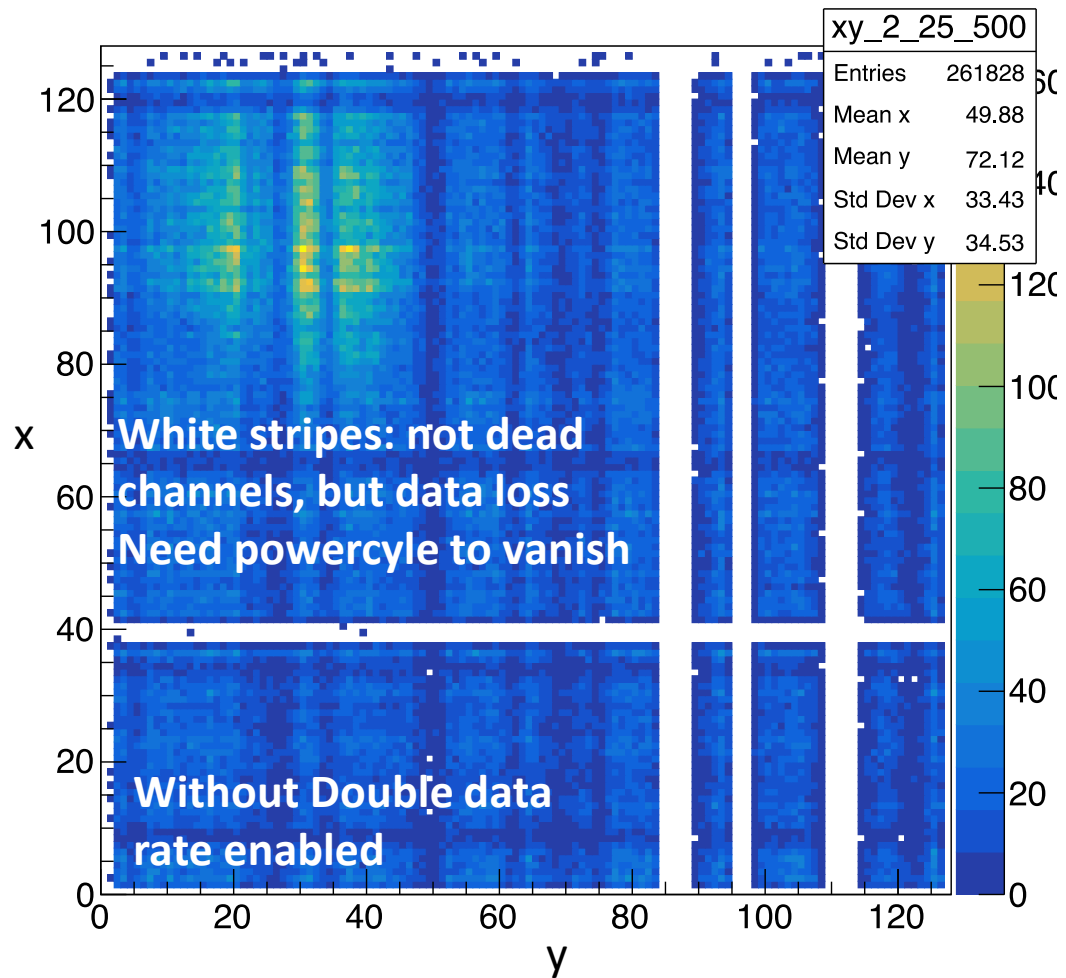 xy_2_25_500
Entries 261828
Mean x 49.88
Mean y 72.12
Std Dev x 33.43
Std Dev y 34.53
120
100
80
60
40
20
0
x
White stripes: not dead
channels, but data loss
Need powercyle to vanish
Without Double data
rate enabled
0 20 40 60 80 100 120
y
120
100
80
60
40
20
0